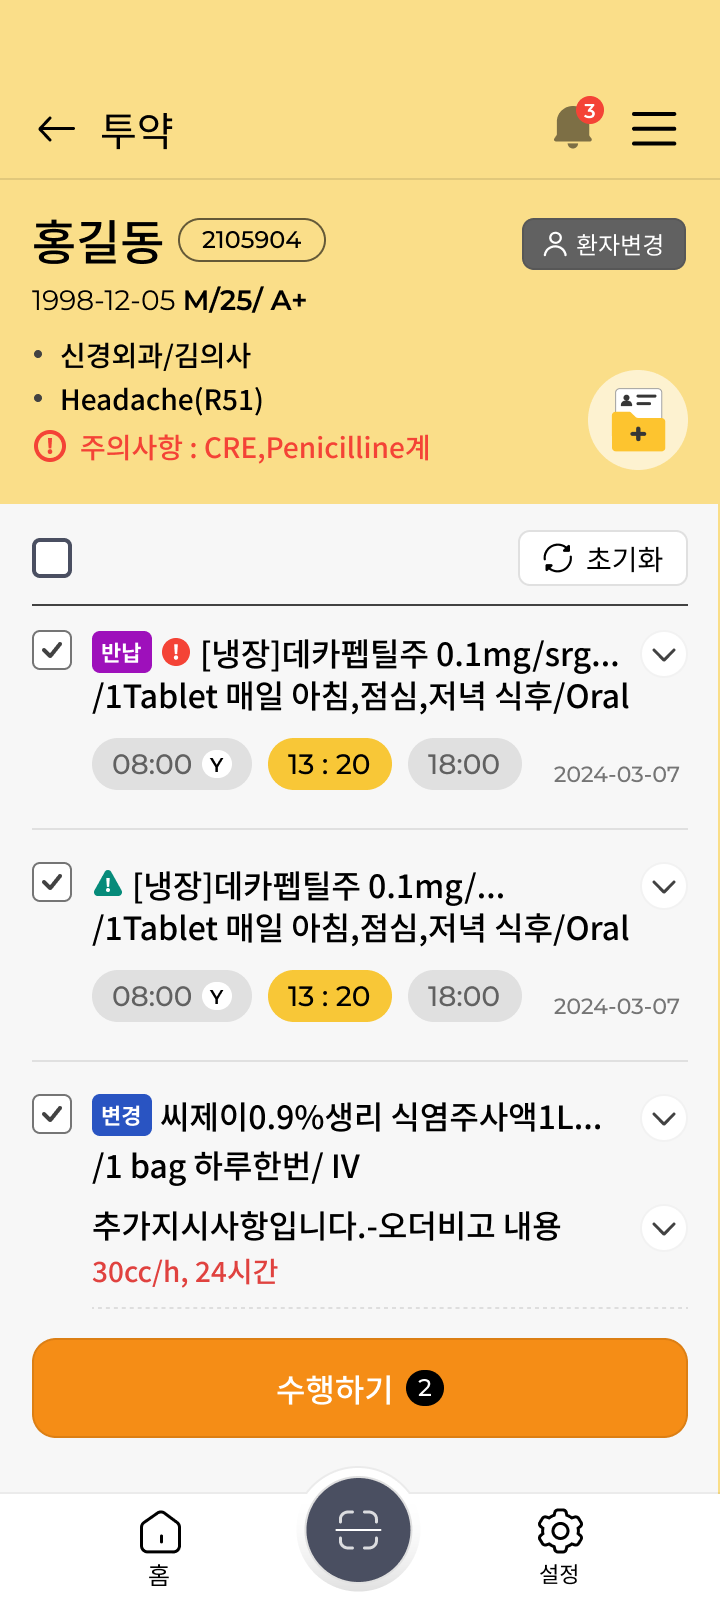 투약
3
홍길동 2105904
환자변경
1998-12-05 M/25/ A+
• 신경외과/김의사
• Headache(R51)
주의사항 : CRE,Penicilline계
초기화
반납 [냉장]데카펩틸주 0.1mg/srg...
/1Tablet 매일 아침,점심,저녁 식후/Oral
08:00 Y 13 : 20 18:00 2024-03-07
[냉장]데카펩틸주 0.1mg/...
/1Tablet 매일 아침,점심,저녁 식후/Oral
08:00 Y 13 : 20 18:00 2024-03-07
변경 씨제이0.9%생리 식염주사액1L...
/1 bag 하루한번/ IV
추가지시사항입니다.-오더비고 내용
30cc/h, 24시간
수행하기 2
홈 설정